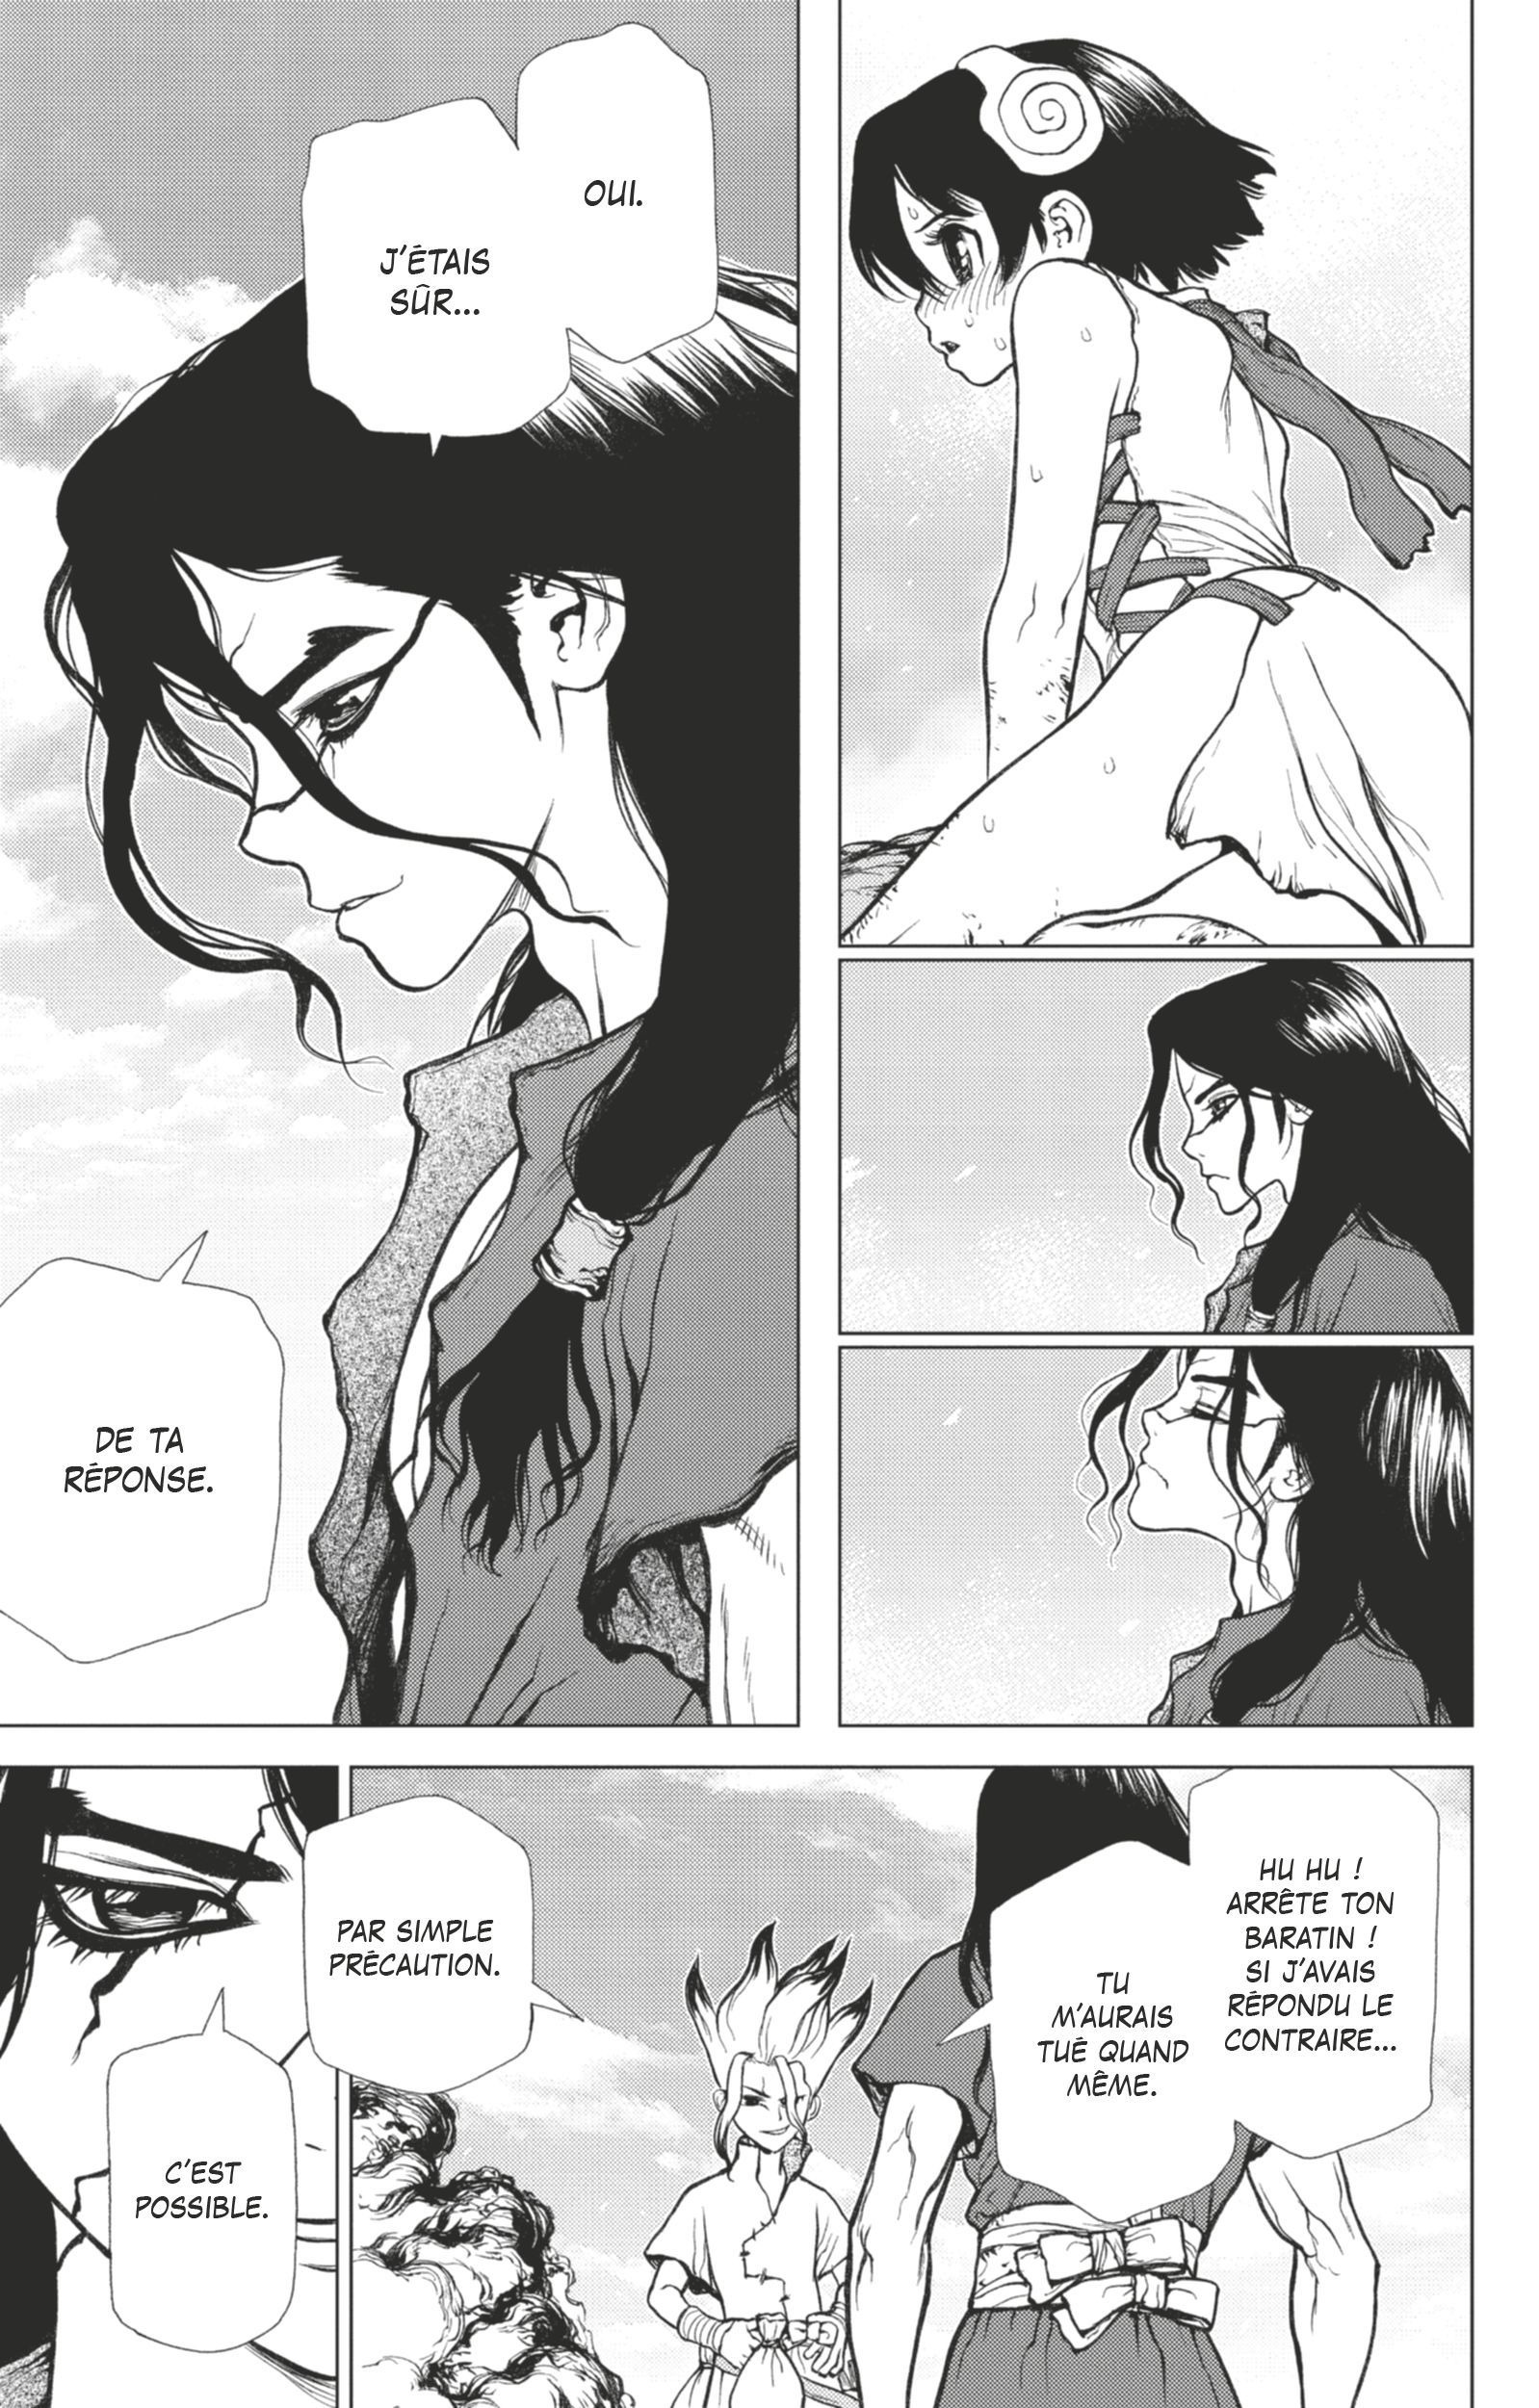 OUI.
J'ÉTAIS
SÛR...
DE TA
RÉPONSE.
HU HU !
ARRÊTE TON
BARATIN !
SI J'AVAIS
RÉPONDU LE
CONTRAIRE...
TU
M'AURAIS
TUÉ QUAND
MÊME.
PAR SIMPLE
PRÉCAUTION.
C'EST
POSSIBLE.